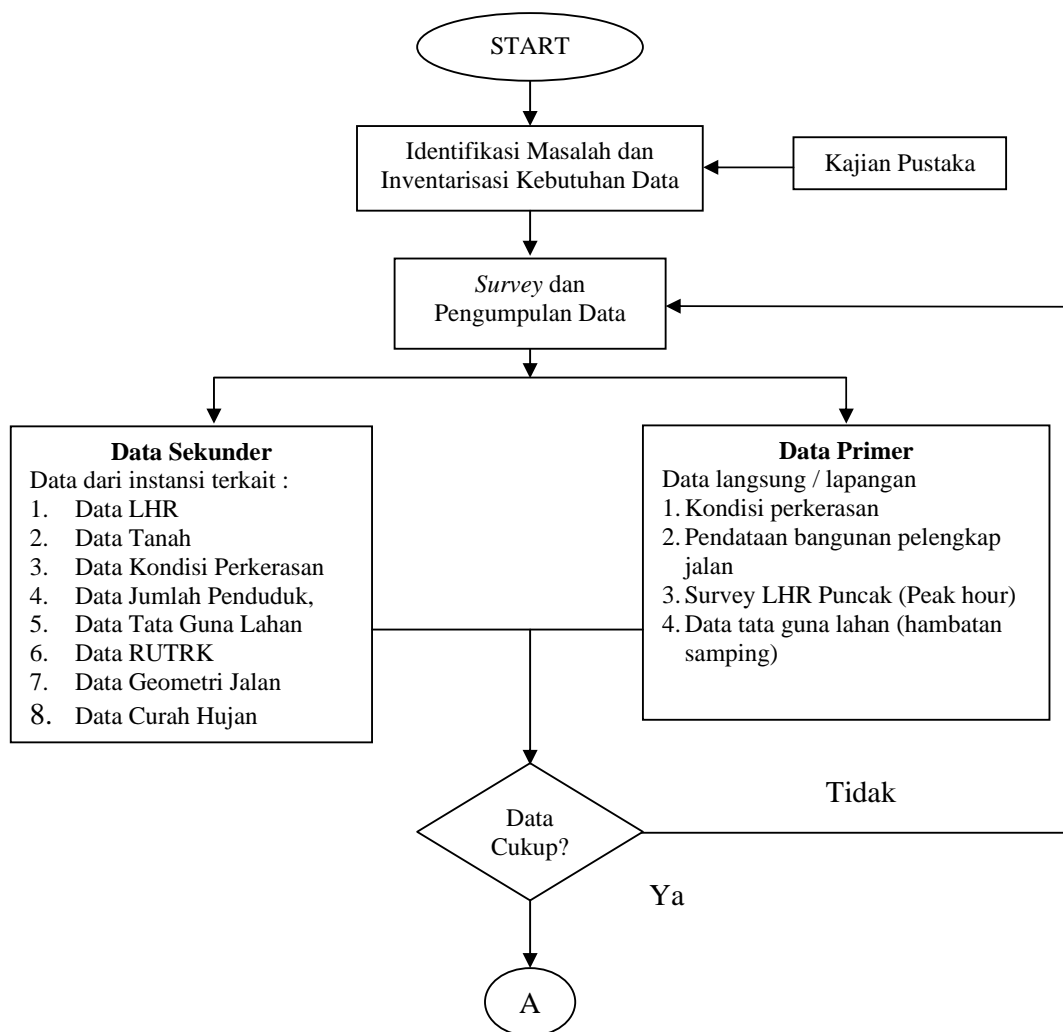 START
Identifikasi Masalah dan
Inventarisasi Kebutuhan Data
Kajian Pustaka
Survey dan
Pengumpulan Data
Data Sekunder
Data dari instansi terkait :
1. Data LHR
2. Data Tanah
3. Data Kondisi Perkerasan
4. Data Jumlah Penduduk,
5. Data Tata Guna Lahan
6. Data RUTRK
7. Data Geometri Jalan
8. Data Curah Hujan
Data Primer
Data langsung / lapangan
1. Kondisi perkerasan
2. Pendataan bangunan pelengkap
jalan
3. Survey LHR Puncak (Peak hour)
4. Data tata guna lahan (hambatan
samping)
Data
Cukup?
Tidak
Ya
A